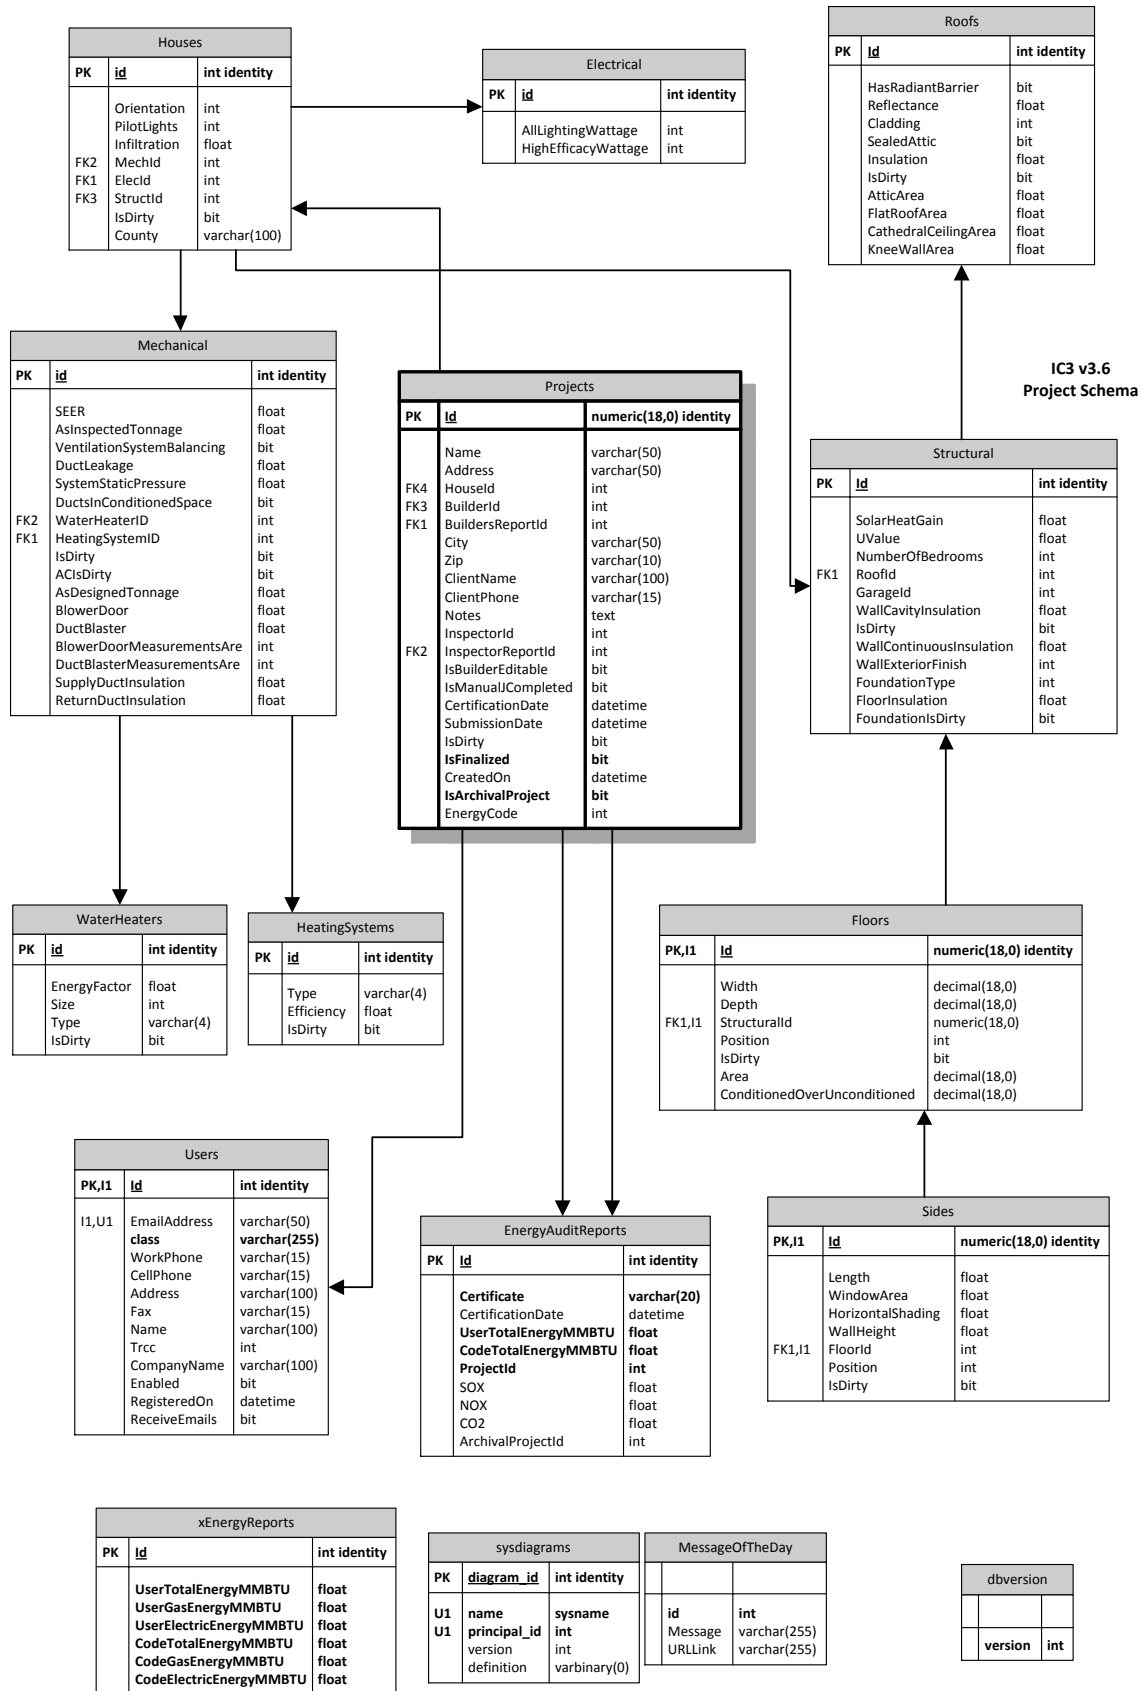 Houses
PK id int identity
Orientation int
PilotLights int
Infiltration float
FK2 MechId int
FK1 ElecId int
FK3 StructId int
IsDirty bit
County varchar(100)
Electrical
PK id int identity
AllLightingWattage int
HighEfficacyWattage int
Roofs
PK Id int identity
HasRadiantBarrier bit
Reflectance float
Cladding int
SealedAttic bit
Insulation float
IsDirty bit
AtticArea float
FlatRoofArea float
CathedralCeilingArea float
KneeWallArea float
IC3 v3.6
Project Schema
Mechanical
PK id int identity
SEER float
AsInspectedTonnage float
VentilationSystemBalancing bit
DuctLeakage float
SystemStaticPressure float
DuctsInConditionedSpace bit
FK2 WaterHeaterID int
FK1 HeatingSystemID int
IsDirty bit
ACIsDirty bit
AsDesignedTonnage float
BlowerDoor float
DuctBlaster float
BlowerDoorMeasurementsAre int
DuctBlasterMeasurementsAre int
SupplyDuctInsulation float
ReturnDuctInsulation float
Projects
PK Id numeric(18,0) identity
Name varchar(50)
Address varchar(50)
FK4 HouseId int
FK3 BuilderId int
FK1 BuildersReportId int
City varchar(50)
Zip varchar(10)
ClientName varchar(100)
ClientPhone varchar(15)
Notes text
InspectorId int
FK2 InspectorReportId int
IsBuilderEditable bit
IsManualJCompleted bit
CertificationDate datetime
SubmissionDate datetime
IsDirty bit
IsFinalized bit
CreatedOn datetime
IsArchivalProject bit
EnergyCode int
Structural
PK Id int identity
SolarHeatGain float
UValue float
NumberOfBedrooms int
FK1 RoofId int
GarageId int
WallCavityInsulation float
IsDirty bit
WallContinuousInsulation float
WallExteriorFinish int
FoundationType int
FloorInsulation float
FoundationIsDirty bit
WaterHeaters
PK id int identity
EnergyFactor float
Size int
Type varchar(4)
IsDirty bit
HeatingSystems
PK id int identity
Type varchar(4)
Efficiency float
IsDirty bit
Floors
PK,I1 Id numeric(18,0) identity
Width decimal(18,0)
Depth decimal(18,0)
FK1,I1 StructuralId numeric(18,0)
Position int
IsDirty bit
Area decimal(18,0)
ConditionedOverUnconditioned decimal(18,0)
Users
PK,I1 Id int identity
I1,U1 EmailAddress varchar(50)
class varchar(255)
WorkPhone varchar(15)
CellPhone varchar(15)
Address varchar(100)
Fax varchar(15)
Name varchar(100)
Trcc int
CompanyName varchar(100)
Enabled bit
RegisteredOn datetime
ReceiveEmails bit
EnergyAuditReports
PK Id int identity
Certificate varchar(20)
CertificationDate datetime
UserTotalEnergyMMBTU float
CodeTotalEnergyMMBTU float
ProjectId int
SOX float
NOX float
CO2 float
ArchivalProjectId int
Sides
PK,I1 Id numeric(18,0) identity
Length float
WindowArea float
HorizontalShading float
WallHeight float
FK1,I1 FloorId int
Position int
IsDirty bit
xEnergyReports
PK Id int identity
UserTotalEnergyMMBTU float
UserGasEnergyMMBTU float
UserElectricEnergyMMBTU float
CodeTotalEnergyMMBTU float
CodeGasEnergyMMBTU float
CodeElectricEnergyMMBTU float
sysdiagrams
PK diagram_id int identity
U1 name sysname
U1 principal_id int
version int
definition varbinary(0)
MessageOfTheDay
id int
Message varchar(255)
URLLink varchar(255)
dbversion
version int